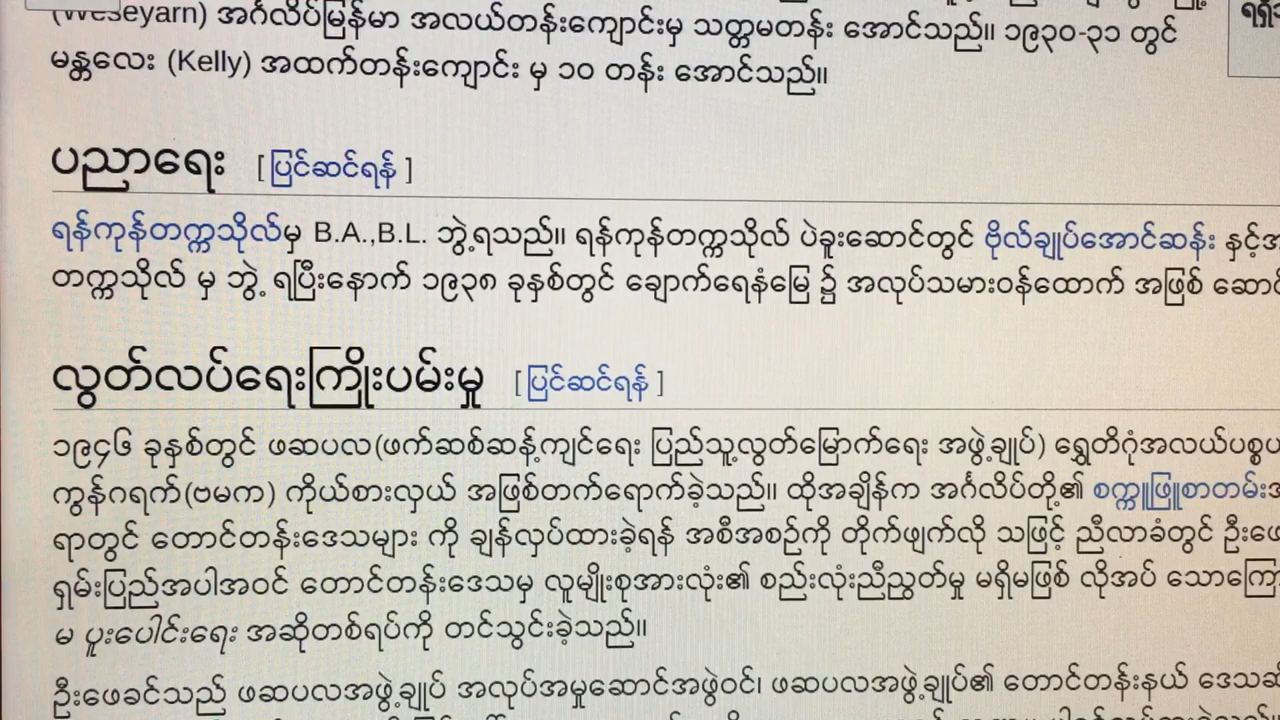 (Weseyarn) အင်္ဂလိပ်မြန်မာ အလယ်တန်းကျောင်းမှ သတ္တမတန်း အောင်သည်။ ၁၉၃၀-၃၁ တွင်
မန္တလေး (Kelly) အထက်တန်းကျောင်း မှ ၁၀ တန်း အောင်သည်။
ပညာရေး [ ပြင်ဆင်ရန် ]
ရန်ကုန်တက္ကသိုလ်မှ B.A.,B.L. ဘွဲ့ရသည်။ ရန်ကုန်တက္ကသိုလ် ပဲခူးဆောင်တွင် ဗိုလ်ချုပ်အောင်ဆန်း
တက္ကသိုလ် မှ ဘွဲ့ ရပြီးနောက် ၁၉၃၈ ခုနှစ်တွင် ချောက်ရေနံမြေ ၌ အလုပ်သမားဝန်ထောက် အဖြစ်
လွတ်လပ်ရေးကြိုးပမ်းမှု [ ပြင်ဆင်ရန် ]
၁၉၄၆ ခုနှစ်တွင် ဖဆပလ(ဖက်ဆစ်ဆန့်ကျင်ရေး ပြည်သူ့လွတ်မြောက်ရေး အဖွဲ့ချုပ်)
ကွန်ဂရက်(ဗမက) ကိုယ်စားလှယ် အဖြစ်တက်ရောက်ခဲ့သည်။ ထိုအချိန်က အင်္ဂလိပ်တို့၏ စက္ကူဖြူစာတမ်း
ရာတွင် တောင်တန်းဒေသများ ကို ချန်လှပ်ထားခဲ့ရန် အစီအစဉ်ကို တိုက်ဖျက်လို သဖြင့် ညီလာခံတွင်
ရှမ်းပြည်အပါအဝင် တောင်တန်းဒေသမှ လူမျိုးစုအားလုံး၏ စည်းလုံးညီညွတ်မှု မရှိမဖြစ် လိုအပ်
မ ပူးပေါင်းရေး အဆိုတစ်ရပ်ကို တင်သွင်းခဲ့သည်။
ဦးဖေခင်သည် ဖဆပလအဖွဲ့ချုပ် အလုပ်အမှုဆောင်အဖွဲ့ဝင်၊ ဖဆပလအဖွဲ့ချုပ်၏ တောင်တန်းနယ်